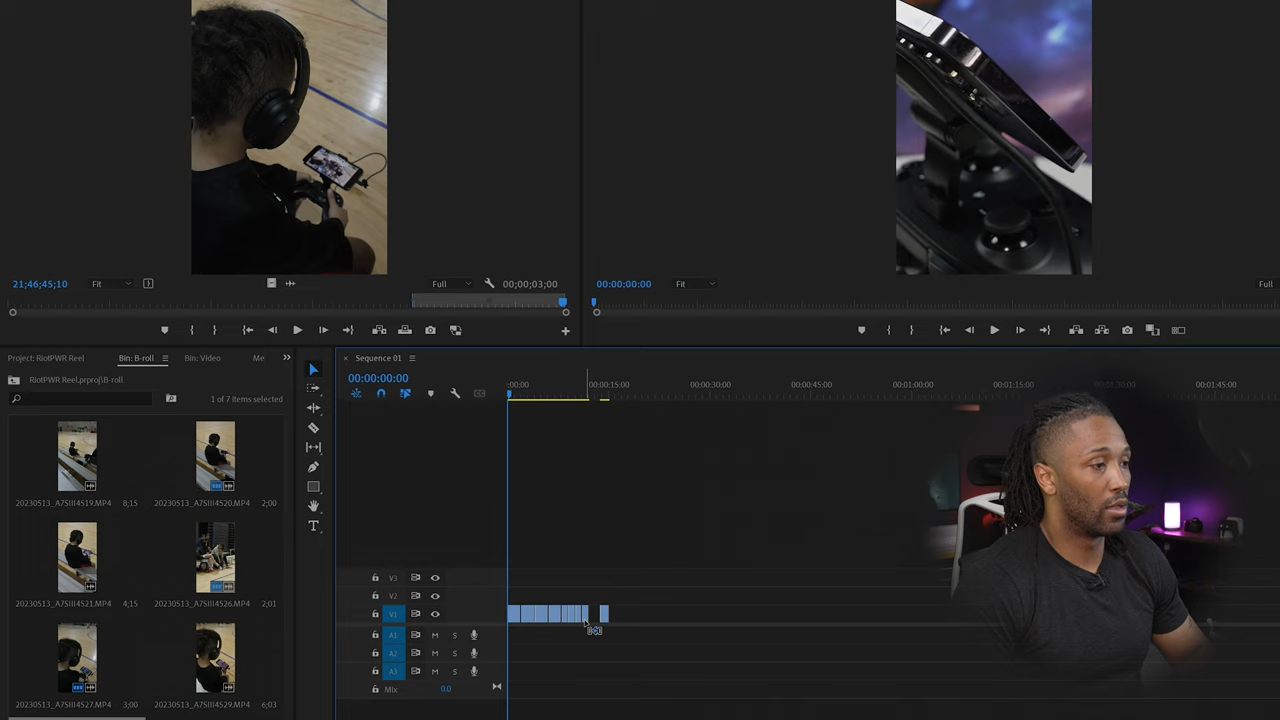 21;46;45;10 Fit Full 00;00;03;00
00:00:00:00 Fit Full
Project: RiotPWR Reel Bin: B-roll Bin: Video Me
RiotPWR Reel.prproj\B-roll
1 of 7 Items selected
20230513_A7SIII4519.MP4 8;15 20230513_A7SIII4520.MP4 2;00
20230513_A7SIII4521.MP4 4;15 20230513_A7SIII4526.MP4 2;01
20230513_A7SIII4527.MP4 3;00 20230513_A7SIII4529.MP4 6;03
T
× Sequence 01
00:00:00:00
:00:00 00:00:15:00 00:00:30:00 00:00:45:00 00:01:00:00 00:01:15:00 00:01:30:00 00:01:45:00
V3
V2
V1
A1 M S
A2 M S
A3 M S
Mix 0.0